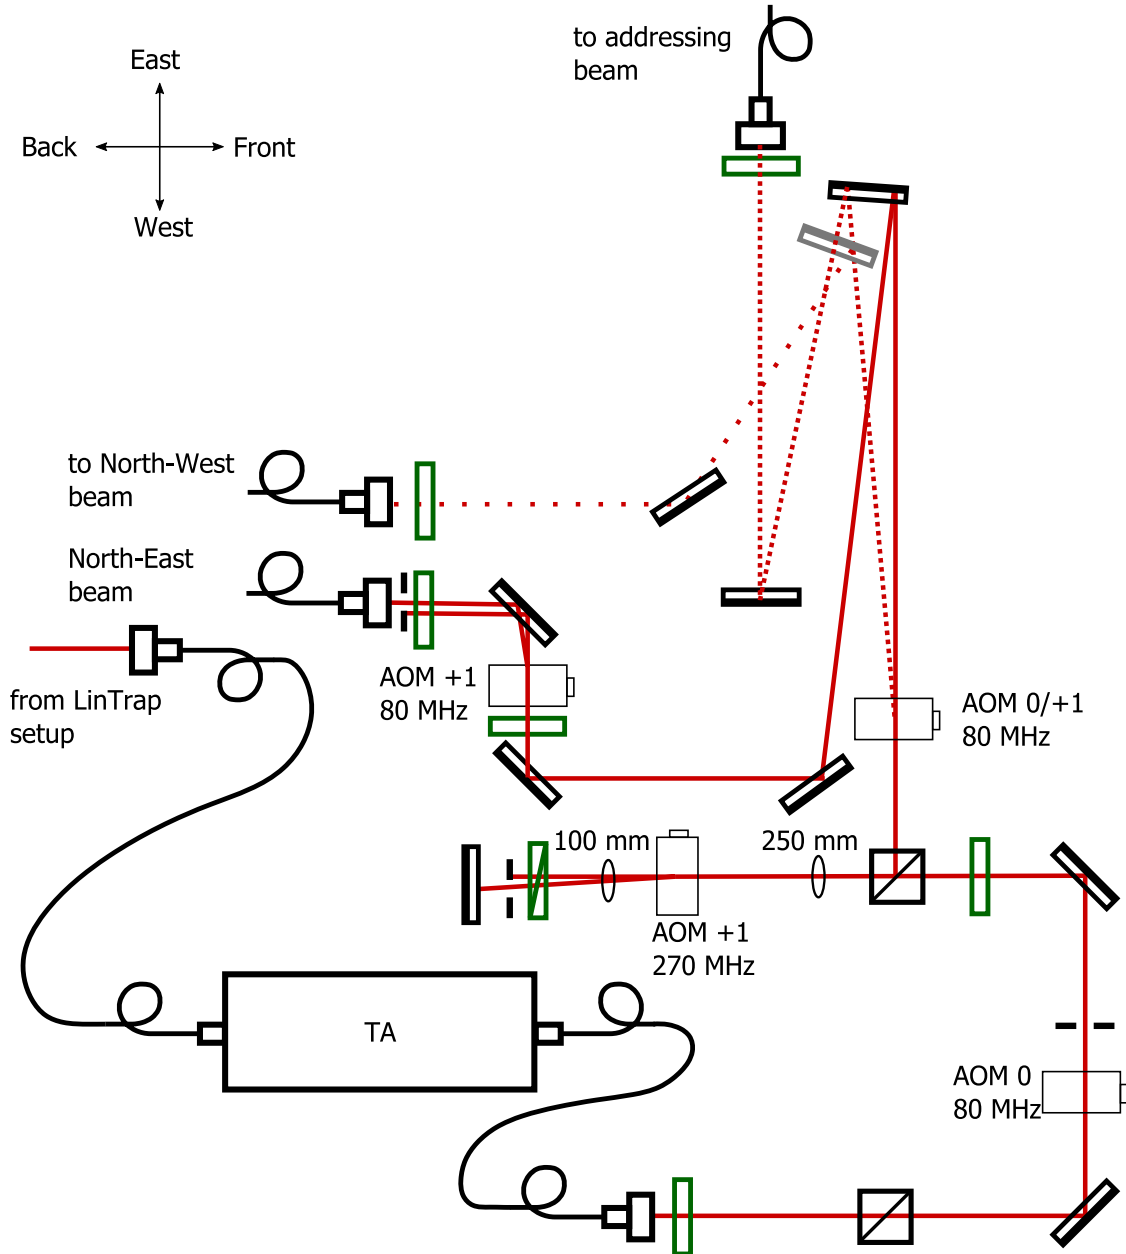 to addressing
beam
East
Back
Front
West
to North-West
beam
North-East
beam
AOM +1
80 MHz
from LinTrap
setup
AOM 0/+1
80 MHz
100 mm
250 mm
AOM +1
270 MHz
TA
AOM 0
80 MHz